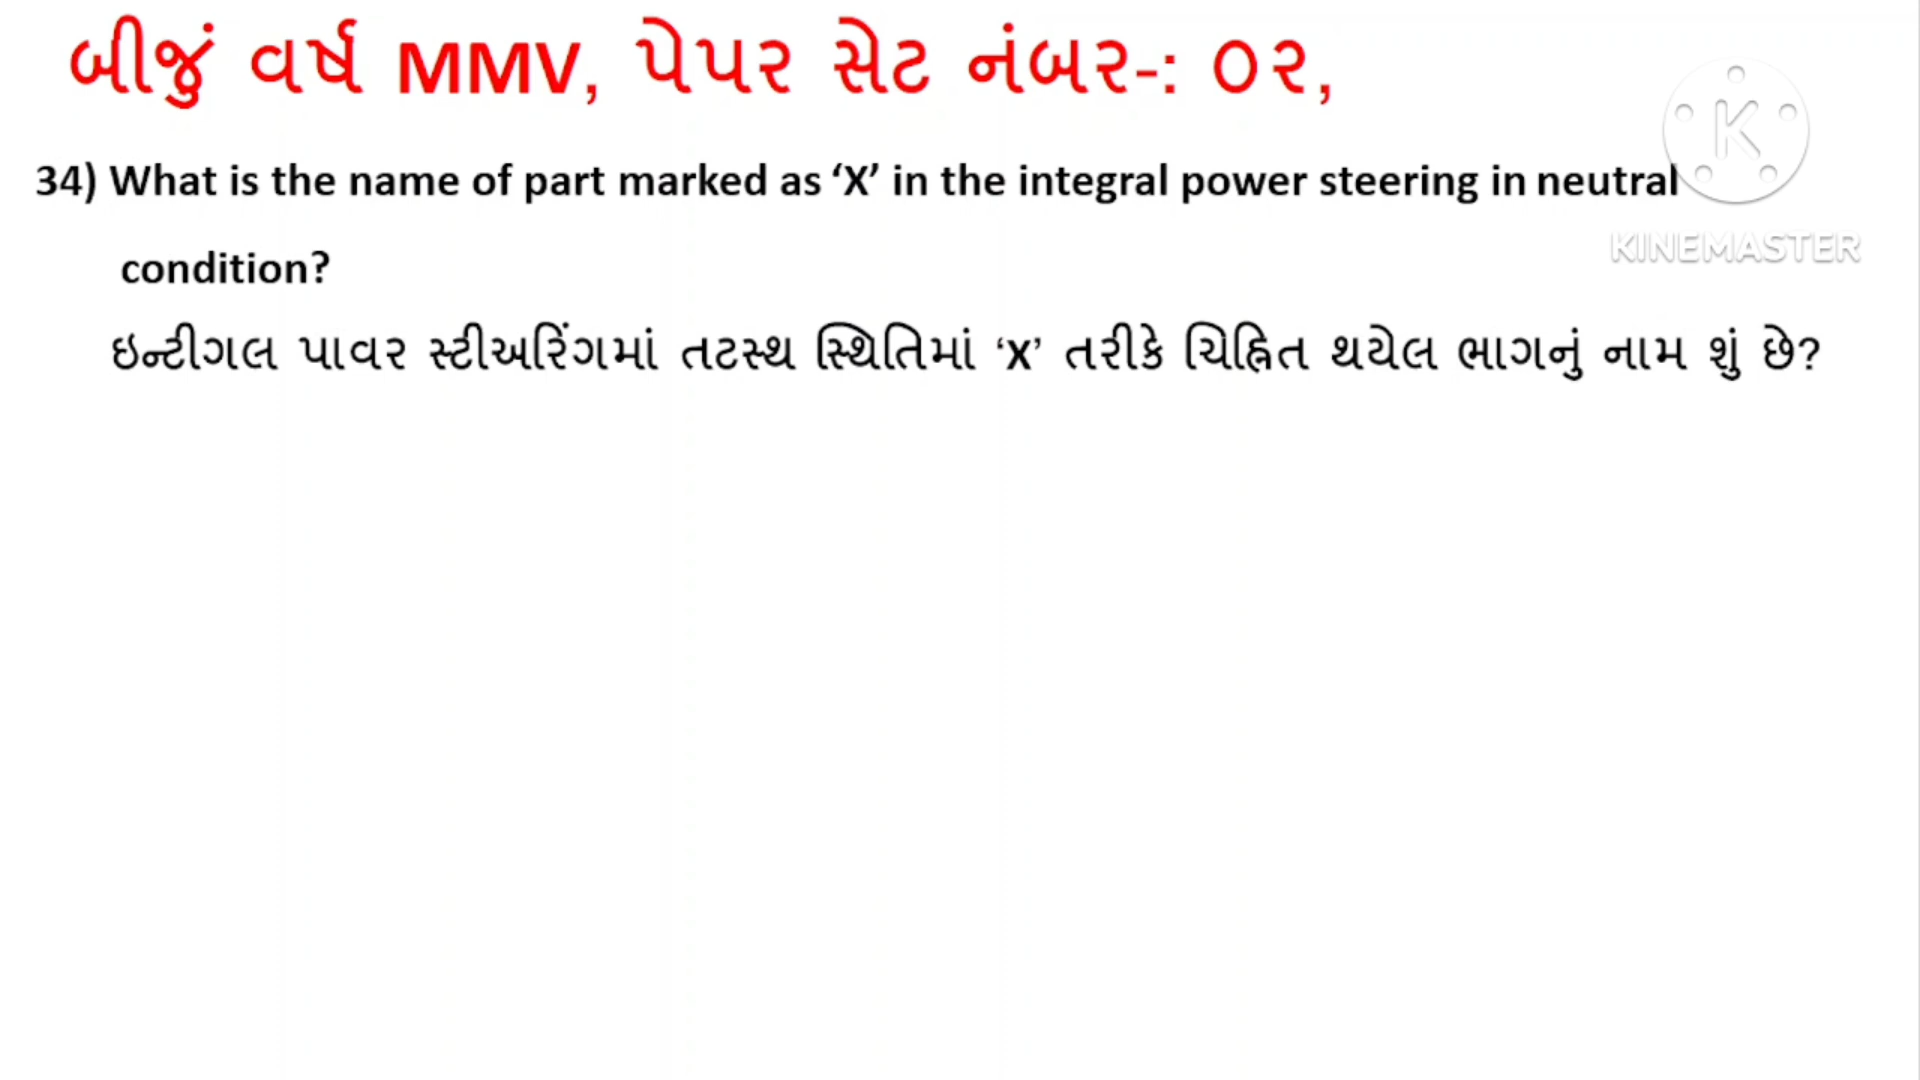 બીજું વર્ષ MMV, પેપર સેટ નંબર-: ૦૨,
34) What is the name of part marked as ‘X’ in the integral power steering in neutral
condition?
ઇન્ટીગલ પાવર સ્ટીઅરિંગમાં તટસ્થ સ્થિતિમાં ‘X’ તરીકે ચિહ્નિત થયેલ ભાગનું નામ શું છે?
K
KINEMASTER